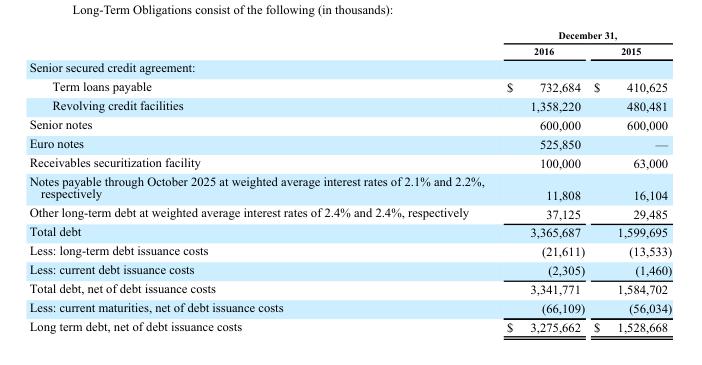 Long-Term Obligations consist of the following (in thousands):
December 31,
2016 2015
Senior secured credit agreement:
Term loans payable $ 732,684 $ 410,625
Revolving credit facilities 1,358,220 480,481
Senior notes 600,000 600,000
Euro notes 525,850 —
Receivables securitization facility 100,000 63,000
Notes payable through October 2025 at weighted average interest rates of 2.1% and 2.2%,
respectively 11,808 16,104
Other long-term debt at weighted average interest rates of 2.4% and 2.4%, respectively 37,125 29,485
Total debt 3,365,687 1,599,695
Less: long-term debt issuance costs (21,611) (13,533)
Less: current debt issuance costs (2,305) (1,460)
Total debt, net of debt issuance costs 3,341,771 1,584,702
Less: current maturities, net of debt issuance costs (66,109) (56,034)
Long term debt, net of debt issuance costs $ 3,275,662 $ 1,528,668